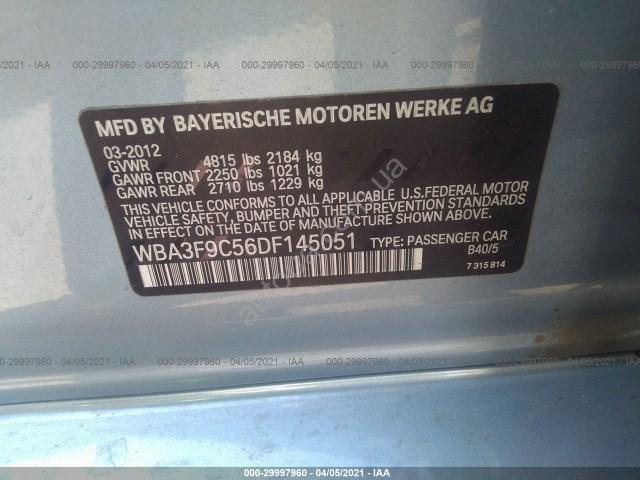 000-29997960 - 04/05/2021 - IAA
MFD BY BAYERISCHE MOTOREN WERKE AG
03-2012
GVWR 4815 lbs 2184 kg
GAWR FRONT 2250 lbs 1021 kg
GAWR REAR 2710 lbs 1229 kg
THIS VEHICLE CONFORMS TO ALL APPLICABLE U.S.FEDERAL MOTOR
VEHICLE SAFETY, BUMPER AND THEFT PREVENTION STANDARDS
IN EFFECT ON THE DATE OF MANUFACTURE SHOWN ABOVE.
WBA3F9C56DF145051 TYPE: PASSENGER CAR
B40/5
7 315 814
000-29997960 - 04/05/2021 - IAA
000-29997960 - 04/05/2021 - IAA